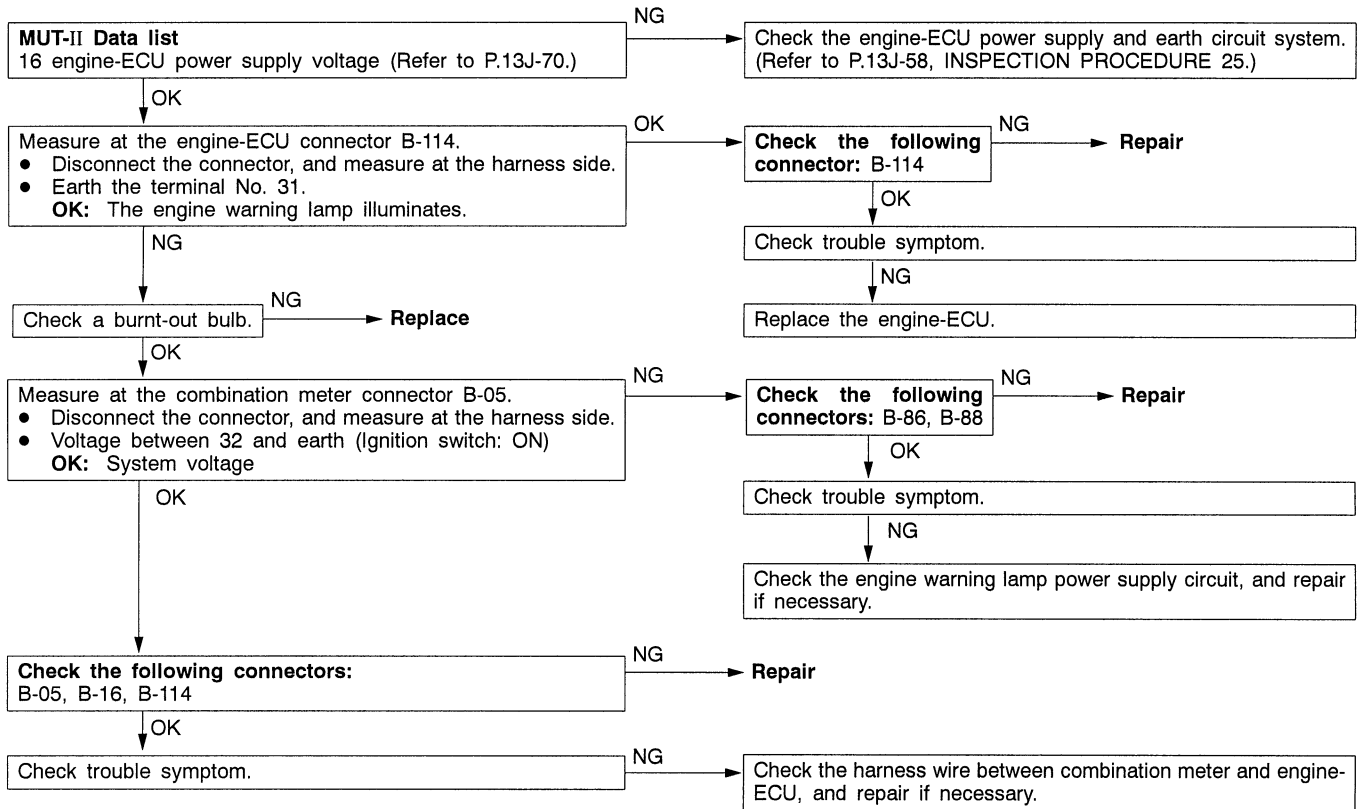 NG
MUT-II Data list
16 engine-ECU power supply voltage (Refer to P.13J-70.)
Check the engine-ECU power supply and earth circuit system.
(Refer to P.13J-58, INSPECTION PROCEDURE 25.)
OK
Measure at the engine-ECU connector B-114.
● Disconnect the connector, and measure at the harness side.
● Earth the terminal No. 31.
OK: The engine warning lamp illuminates.
OK
Check the following
connector: B-114
NG
Repair
OK
Check trouble symptom.
NG
Replace the engine-ECU.
NG
Check a burnt-out bulb.
NG
Replace
OK
Measure at the combination meter connector B-05.
● Disconnect the connector, and measure at the harness side.
● Voltage between 32 and earth (Ignition switch: ON)
OK: System voltage
NG
Check the following
connectors: B-86, B-88
NG
Repair
OK
Check trouble symptom.
NG
Check the engine warning lamp power supply circuit, and repair
if necessary.
OK
Check the following connectors:
B-05, B-16, B-114
NG
Repair
OK
Check trouble symptom.
NG
Check the harness wire between combination meter and engine-
ECU, and repair if necessary.